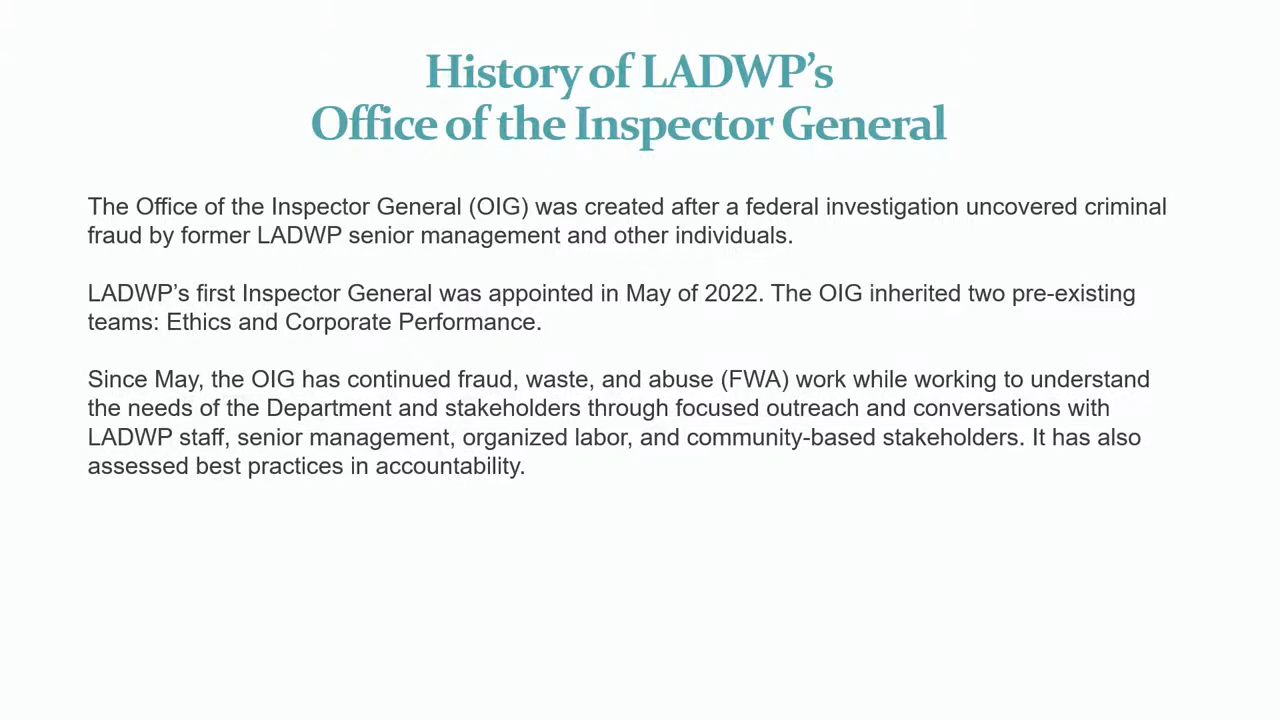 History of LADWP’s
Office of the Inspector General
The Office of the Inspector General (OIG) was created after a federal investigation uncovered criminal
fraud by former LADWP senior management and other individuals.
LADWP’s first Inspector General was appointed in May of 2022. The OIG inherited two pre-existing
teams: Ethics and Corporate Performance.
Since May, the OIG has continued fraud, waste, and abuse (FWA) work while working to understand
the needs of the Department and stakeholders through focused outreach and conversations with
LADWP staff, senior management, organized labor, and community-based stakeholders. It has also
assessed best practices in accountability.